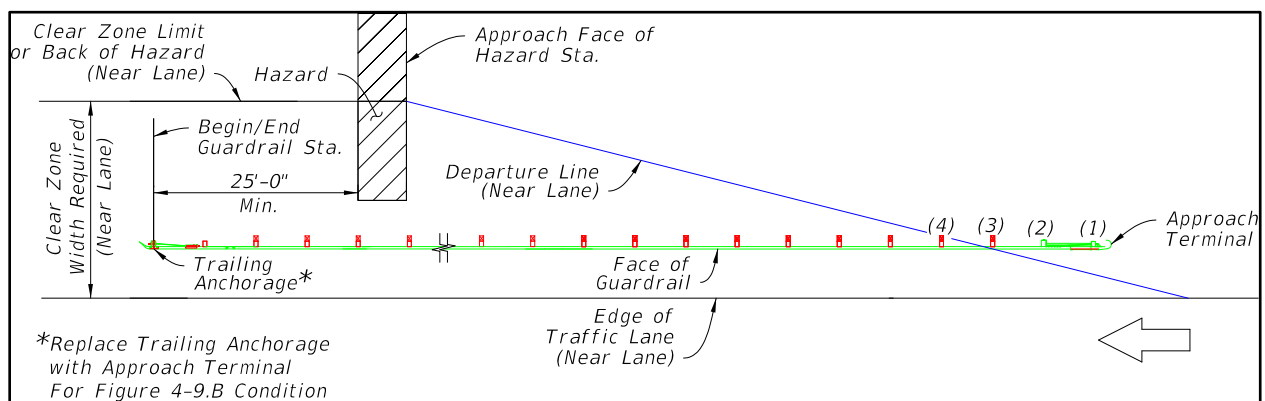 Clear Zone Limit
or Back of Hazard
(Near Lane)
Hazard
Approach Face of
Hazard Sta.
Begin/End
Guardrail Sta.
Clear Zone
Width Required
(Near Lane)
25'-0"
Min.
Departure Line
(Near Lane)
(4)
(3)
(2)
(1)
Approach
Terminal
Trailing
Anchorage*
Face of
Guardrail
Edge of
Traffic Lane
(Near Lane)
*Replace Trailing Anchorage
with Approach Terminal
For Figure 4-9.B Condition